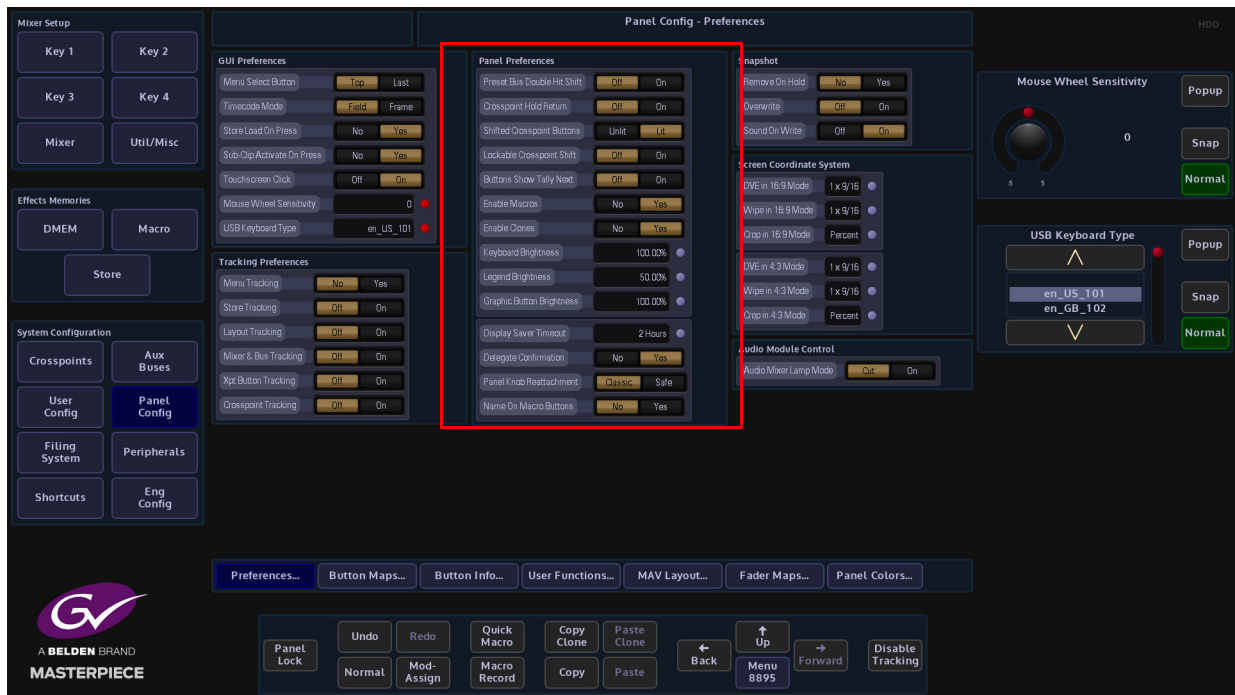 Mixer Setup
Key 1
Key 2
Key 3
Key 4
Mixer
Util/Misc
Effects Memories
DMEM
Macro
Store
System Configuration
Crosspoints
Aux
Buses
User
Config
Panel
Config
Filing
System
Peripherals
Shortcuts
Eng
Config
A BELDEN BRAND
MASTERPIECE
Panel Config - Preferences
HDD
GUI Preferences
Menu Select Button Top Last
Timecode Mode Field Frame
Store Load On Press No Yes
Sub-Clip Activate On Press No Yes
Touchscreen Click Off On
Mouse Wheel Sensitivity 0
USB Keyboard Type en_US_101
Tracking Preferences
Menu Tracking No Yes
Store Tracking Off On
Layout Tracking Off On
Mixer & Bus Tracking Off On
Xpt Button Tracking Off On
Crosspoint Tracking Off On
Panel Preferences
Preset Bus Double Hit Shift Off On
Crosspoint Hold Return Off On
Shifted Crosspoint Buttons Unlit Lit
Lockable Crosspoint Shift Off On
Buttons Show Tally Next Off On
Enable Macros No Yes
Enable Clones No Yes
Keyboard Brightness 100.00%
Legend Brightness 50.00%
Graphic Button Brightness 100.00%
Display Saver Timeout 2 Hours
Delegate Confirmation No Yes
Panel Knob Reattachment Classic Safe
Name On Macro Buttons No Yes
Snapshot
Remove On Hold No Yes
Overwrite Off On
Sound On Write Off On
Screen Coordinate System
DVE in 16:9 Mode 1 x 9/16
Wipe in 16:9 Mode 1 x 9/16
Crop in 16:9 Mode Percent
DVE in 4:3 Mode 1 x 9/16
Wipe in 4:3 Mode 1 x 9/16
Crop in 4:3 Mode Percent
Audio Module Control
Audio Mixer Lamp Mode Cut On
Mouse Wheel Sensitivity
0
-5 5
Popup
Snap
Normal
USB Keyboard Type
en_US_101
en_GB_102
Popup
Snap
Normal
Preferences... Button Maps... Button Info... User Functions... MAV Layout... Fader Maps... Panel Colors...
Panel
Lock
Undo
Redo
Normal
Mod-
Assign
Quick
Macro
Macro
Record
Copy
Clone
Paste
Clone
Copy
Paste
Back
Up
Menu
8895
Forward
Disable
Tracking